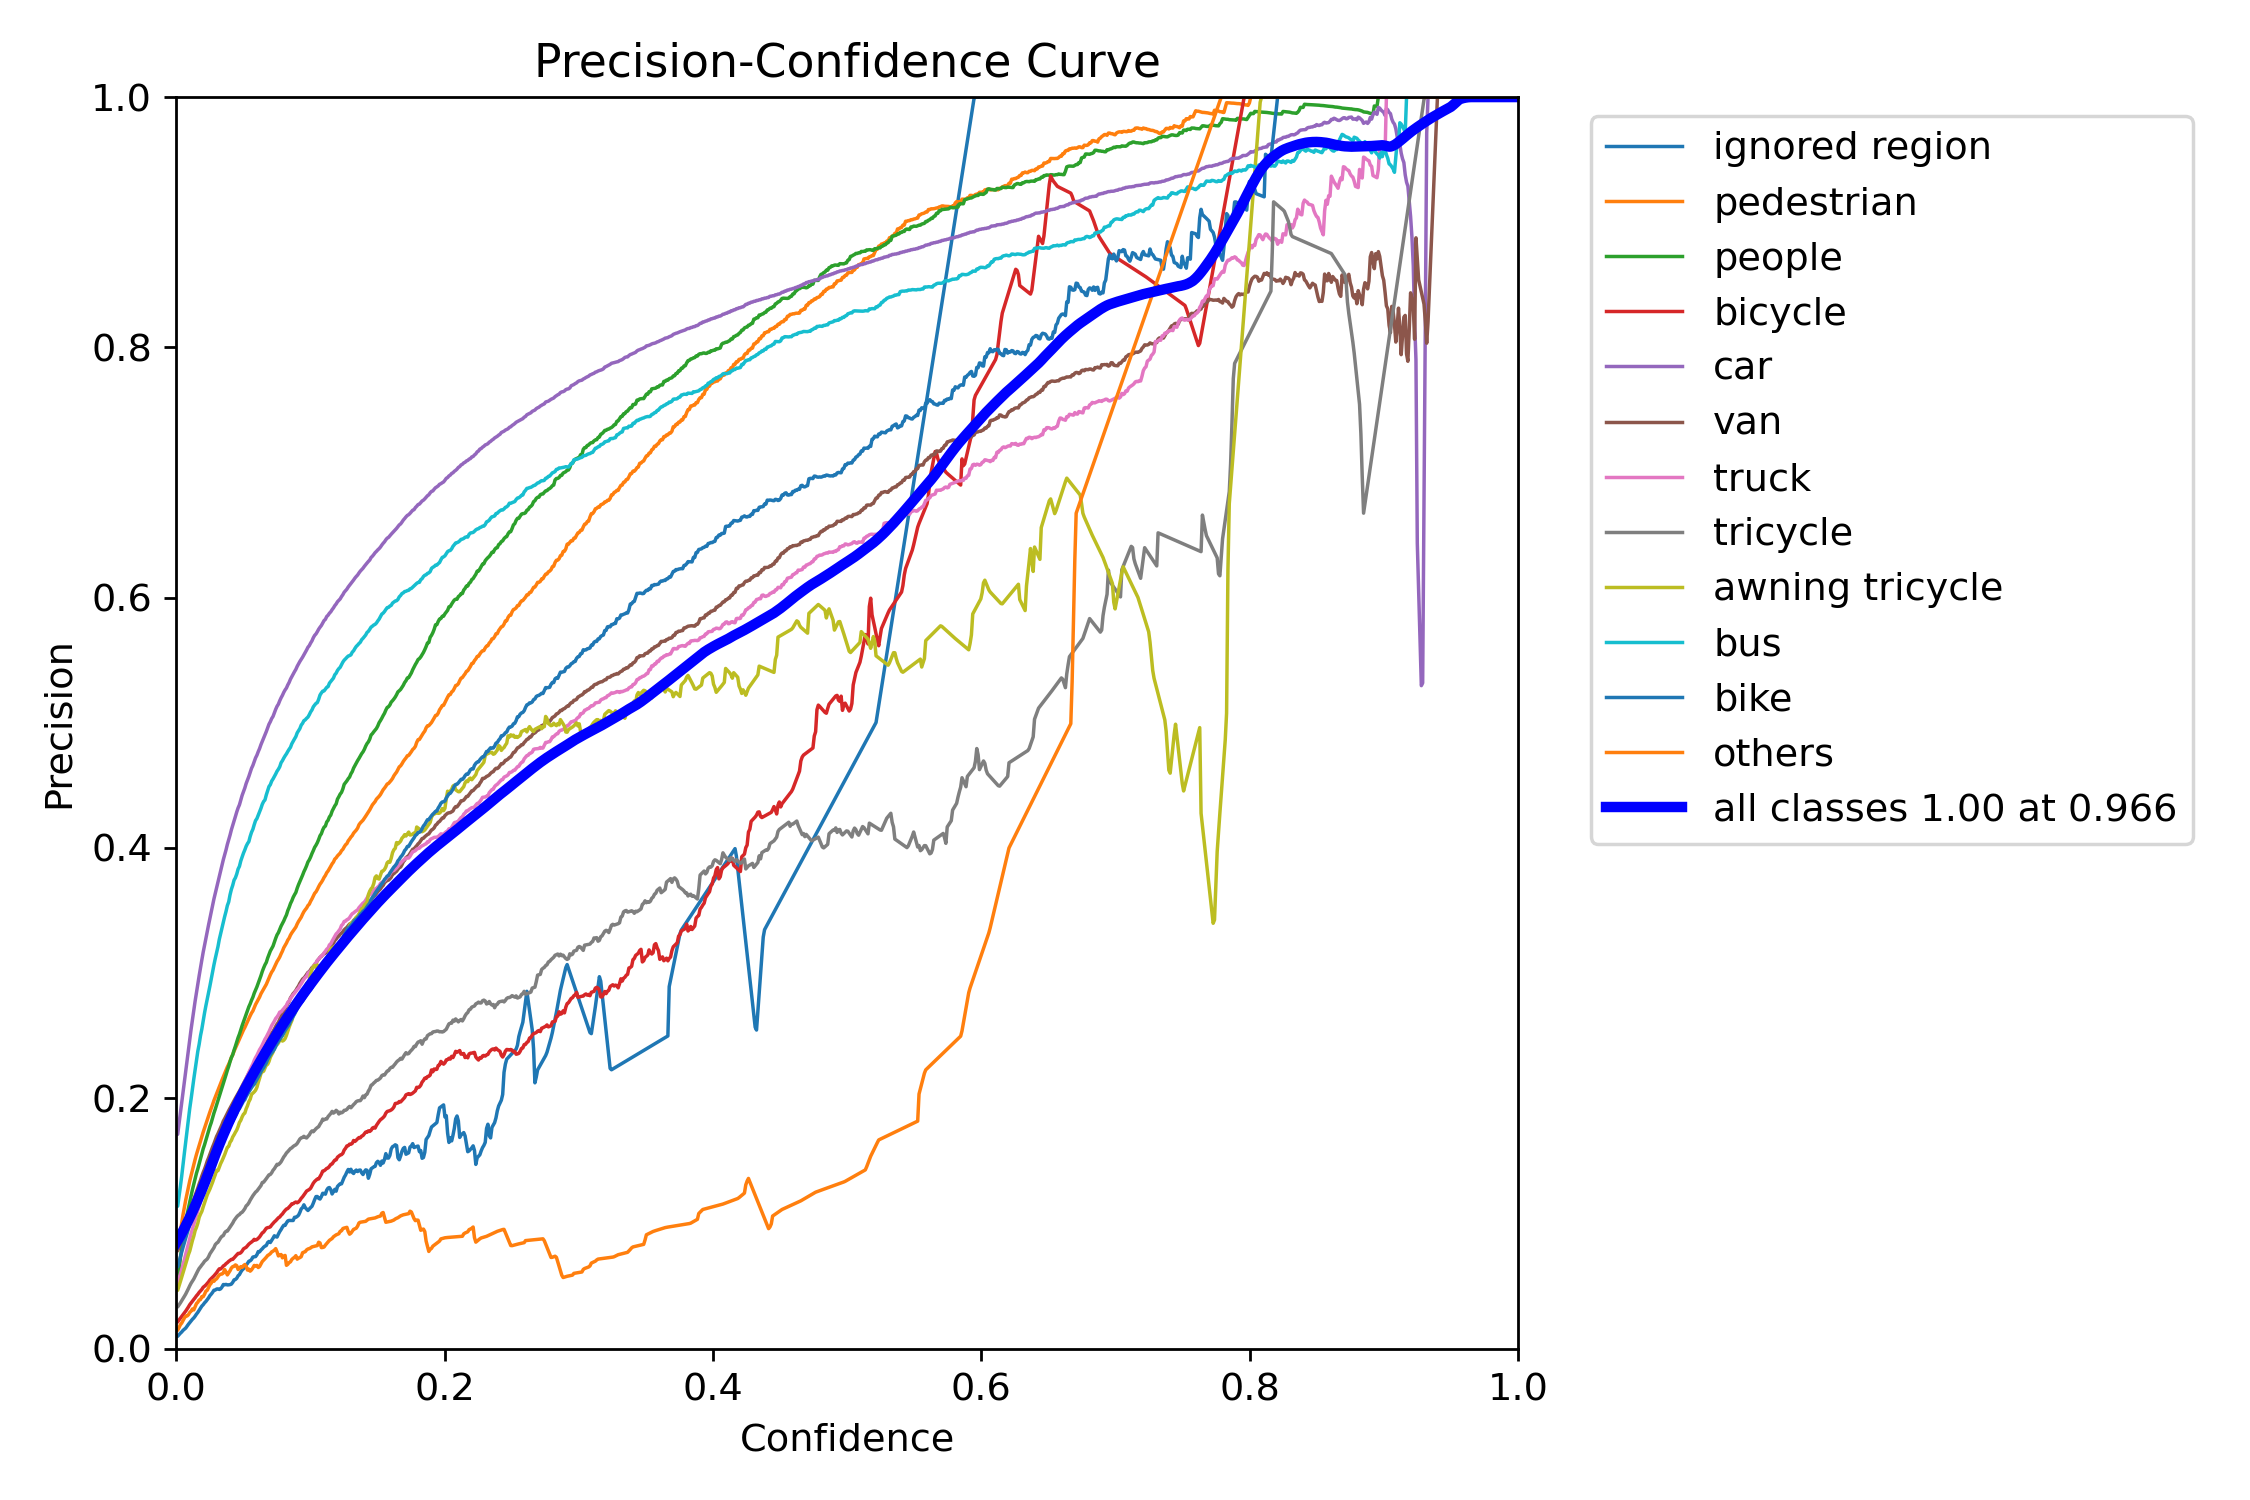 Precision-Confidence Curve
1.0
0.8
0.6
0.4
0.2
0.0
Precision
0.0 0.2 0.4 0.6 0.8 1.0
Confidence
ignored region
pedestrian
people
bicycle
car
van
truck
tricycle
awning tricycle
bus
bike
others
all classes 1.00 at 0.966